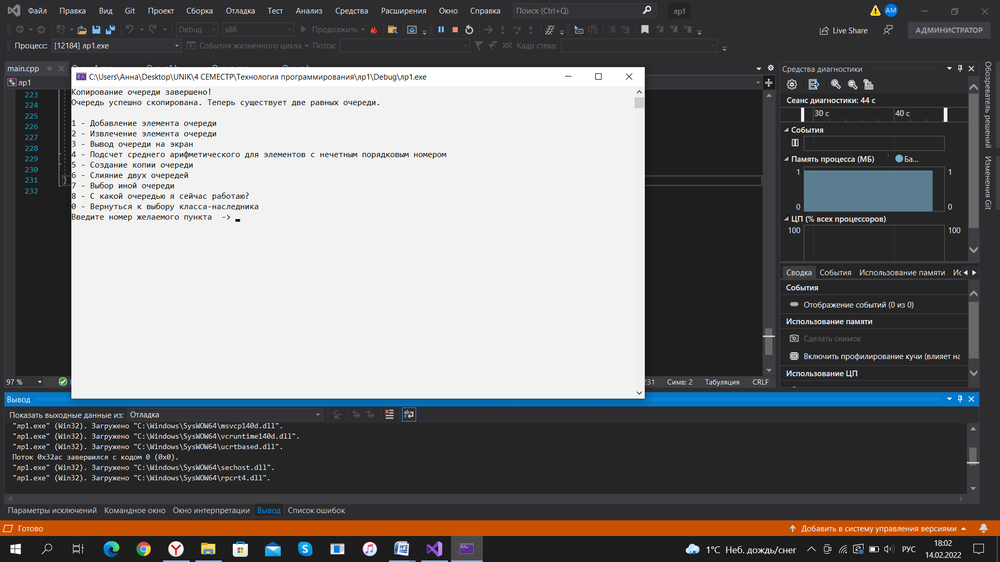 Файл Правка Вид Git Проект Сборка Отладка Тест Анализ Средства Расширения Окно Справка Поиск (Ctrl+Q) лр1 AM
Debug x86 Продолжить Live Share АДМИНИСТРАТОР
Процесс: [12184] лр1.exe События жизненного цикла Поток: Кадр стека:
main.cpp
лр1
223
224
225
226
227
228
229
230
231 }
232
C:\Users\Анна\Desktop\UNIK\4 СЕМЕСТР\Технология программирования\лр1\Debug\лр1.exe
Копирование очереди завершено!
Очередь успешно скопирована. Теперь существует две равных очереди.
1 - Добавление элемента очереди
2 - Извлечение элемента очереди
3 - Вывод очереди на экран
4 - Подсчет среднего арифметического для элементов с нечетным порядковым номером
5 - Создание копии очереди
6 - Слияние двух очередей
7 - Выбор иной очереди
8 - С какой очередью я сейчас работаю?
0 - Вернуться к выбору класса-наследника
Введите номер желаемого пункта  ->
97 %
231 Симв: 2 Табуляция CRLF
Средства диагностики
Сеанс диагностики: 44 с
30 с 40 с
События
Память процесса (МБ) Ба...
1 1
0 0
ЦП (% всех процессоров)
100 100
Сводка События Использование памяти Ис
События
Отображение событий (0 из 0)
Использование памяти
Сделать снимок
Включить профилирование кучи (влияет на
Использование ЦП
Обозреватель решений
Изменения Git
Вывод
Показать выходные данные из: Отладка
"лр1.exe" (Win32). Загружено "C:\Windows\SysWOW64\msvcp140d.dll".
"лр1.exe" (Win32). Загружено "C:\Windows\SysWOW64\vcruntime140d.dll".
"лр1.exe" (Win32). Загружено "C:\Windows\SysWOW64\ucrtbased.dll".
Поток 0x32ac завершился с кодом 0 (0x0).
"лр1.exe" (Win32). Загружено "C:\Windows\SysWOW64\sechost.dll".
"лр1.exe" (Win32). Загружено "C:\Windows\SysWOW64\rpcrt4.dll".
Параметры исключений Командное окно Окно интерпретации Вывод Список ошибок
Готово Добавить в систему управления версиями
1°C Неб. дождь/снег РУС 18:02
14.02.2022